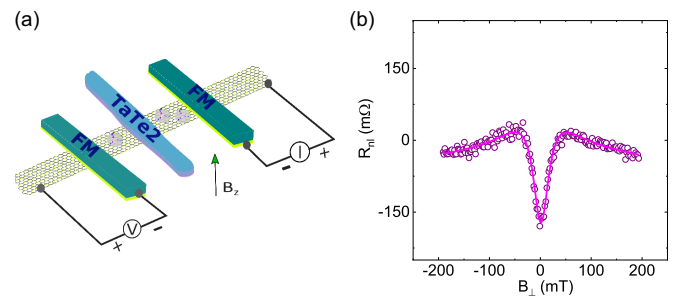 (a)
FM
TaTe2
FM
I
+
-
B_z
V
+
-
(b)
R_nl (mΩ)
150
0
-150
-200
-100
0
100
200
B_⊥ (mT)